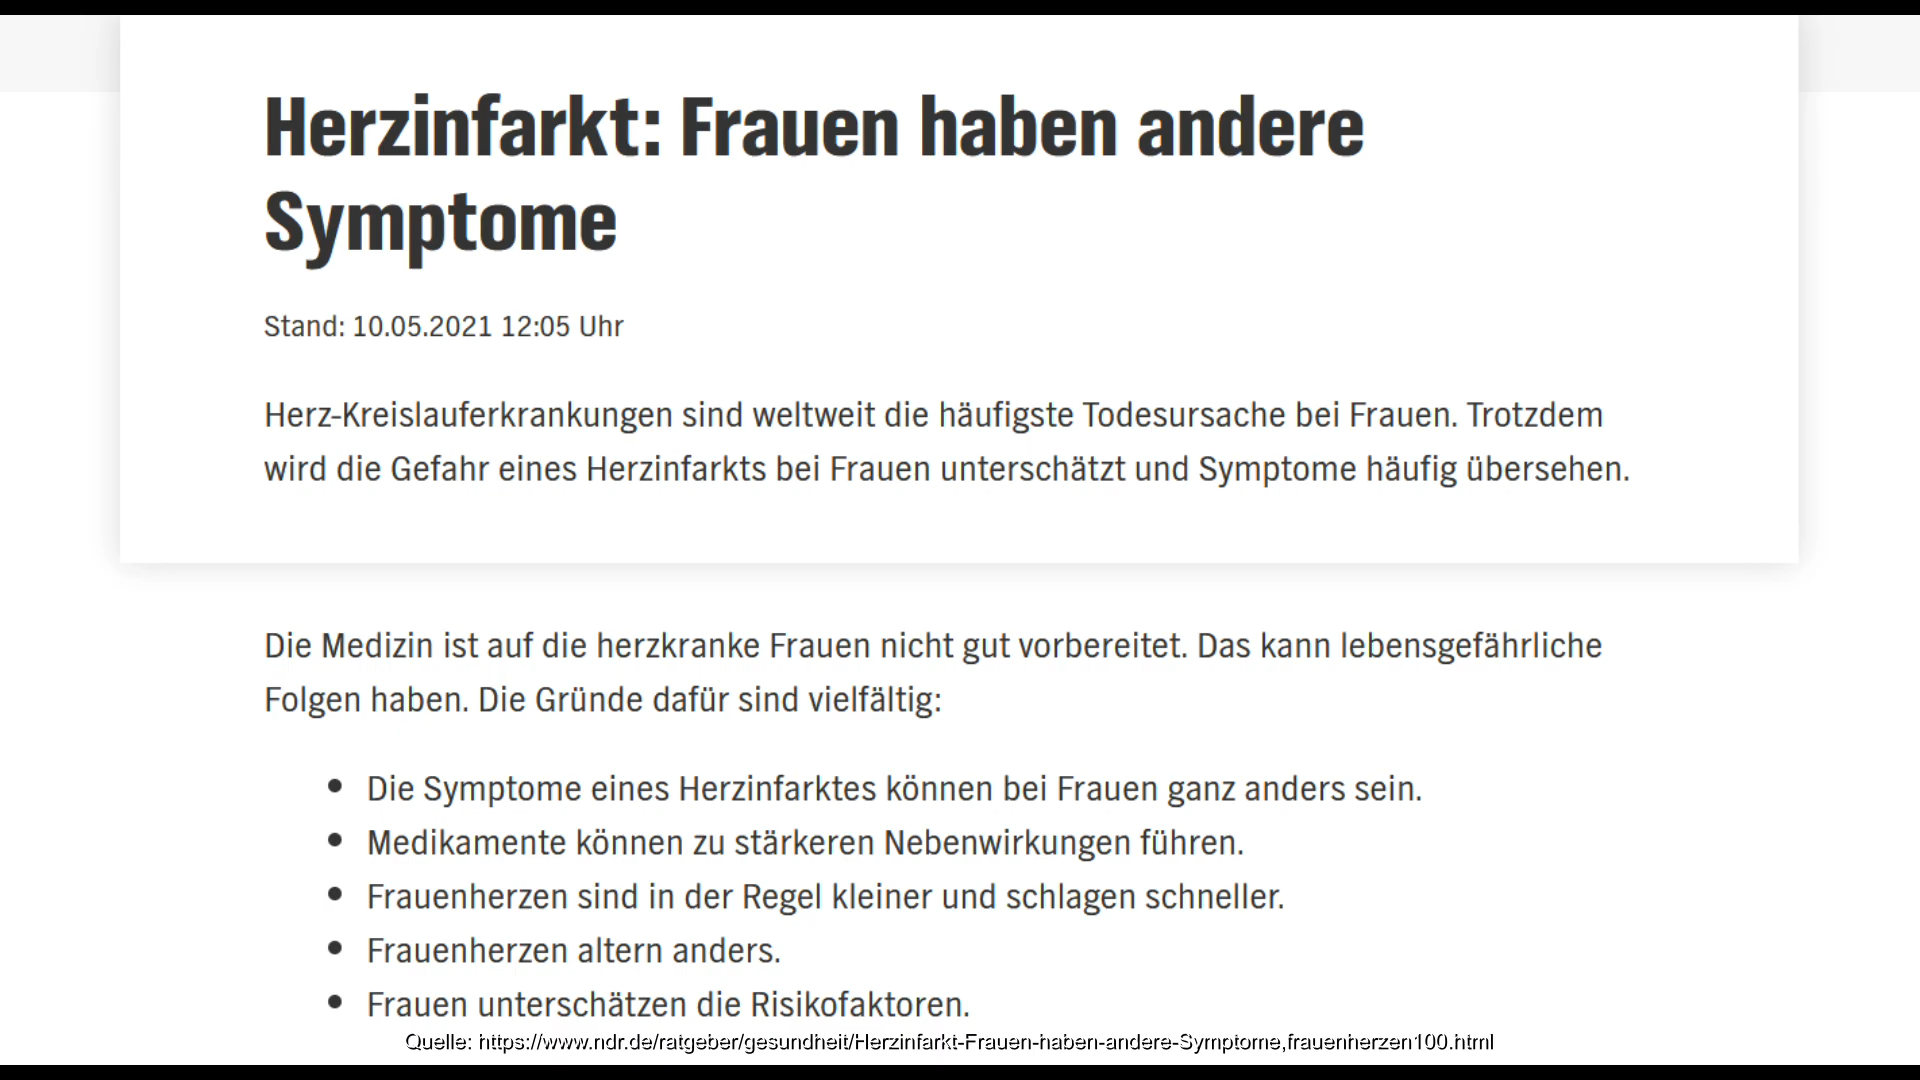 Herzinfarkt: Frauen haben andere
Symptome
Stand: 10.05.2021 12:05 Uhr
Herz-Kreislauferkrankungen sind weltweit die häufigste Todesursache bei Frauen. Trotzdem
wird die Gefahr eines Herzinfarkts bei Frauen unterschätzt und Symptome häufig übersehen.
Die Medizin ist auf die herzkranke Frauen nicht gut vorbereitet. Das kann lebensgefährliche
Folgen haben. Die Gründe dafür sind vielfältig:
• Die Symptome eines Herzinfarktes können bei Frauen ganz anders sein.
• Medikamente können zu stärkeren Nebenwirkungen führen.
• Frauenherzen sind in der Regel kleiner und schlagen schneller.
• Frauenherzen altern anders.
• Frauen unterschätzen die Risikofaktoren.
Quelle: https://www.ndr.de/ratgeber/gesundheit/Herzinfarkt-Frauen-haben-andere-Symptome,frauenherzen100.html